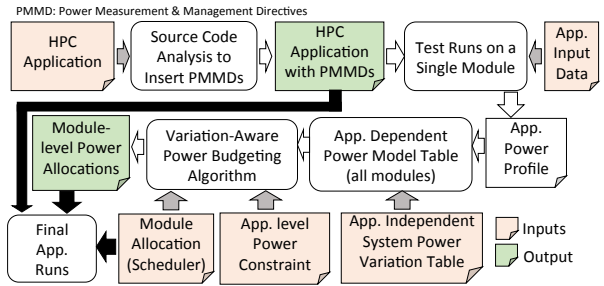 PMMD: Power Measurement & Management Directives
HPC
Application
Source Code
Analysis to
Insert PMMDs
HPC
Application
with PMMDs
Test Runs on a
Single Module
App.
Input
Data
Module-
level Power
Allocations
Variation-Aware
Power Budgeting
Algorithm
App. Dependent
Power Model Table
(all modules)
App.
Power
Profile
Final
App.
Runs
Module
Allocation
(Scheduler)
App. level
Power
Constraint
App. Independent
System Power
Variation Table
Inputs
Output